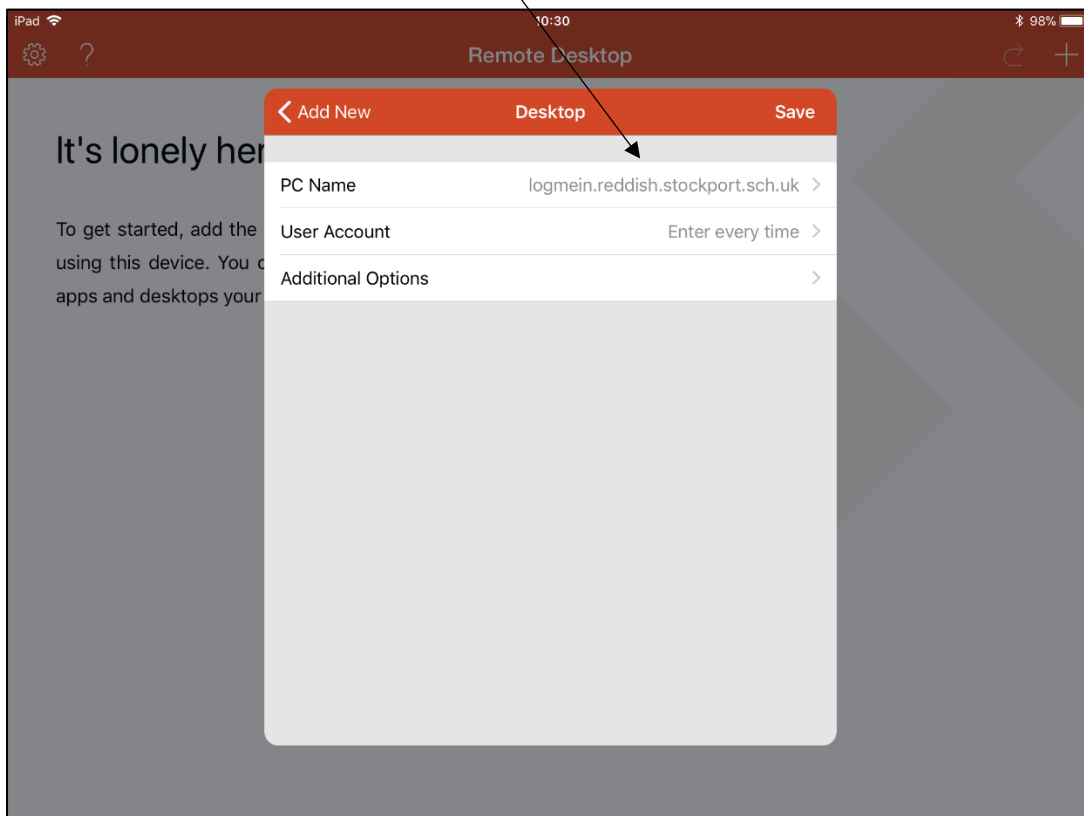 iPad 10:30 98%
? Remote Desktop
Add New Desktop Save
It's lonely her
PC Name logmein.reddish.stockport.sch.uk
To get started, add the
User Account Enter every time
using this device. You c
Additional Options
apps and desktops your